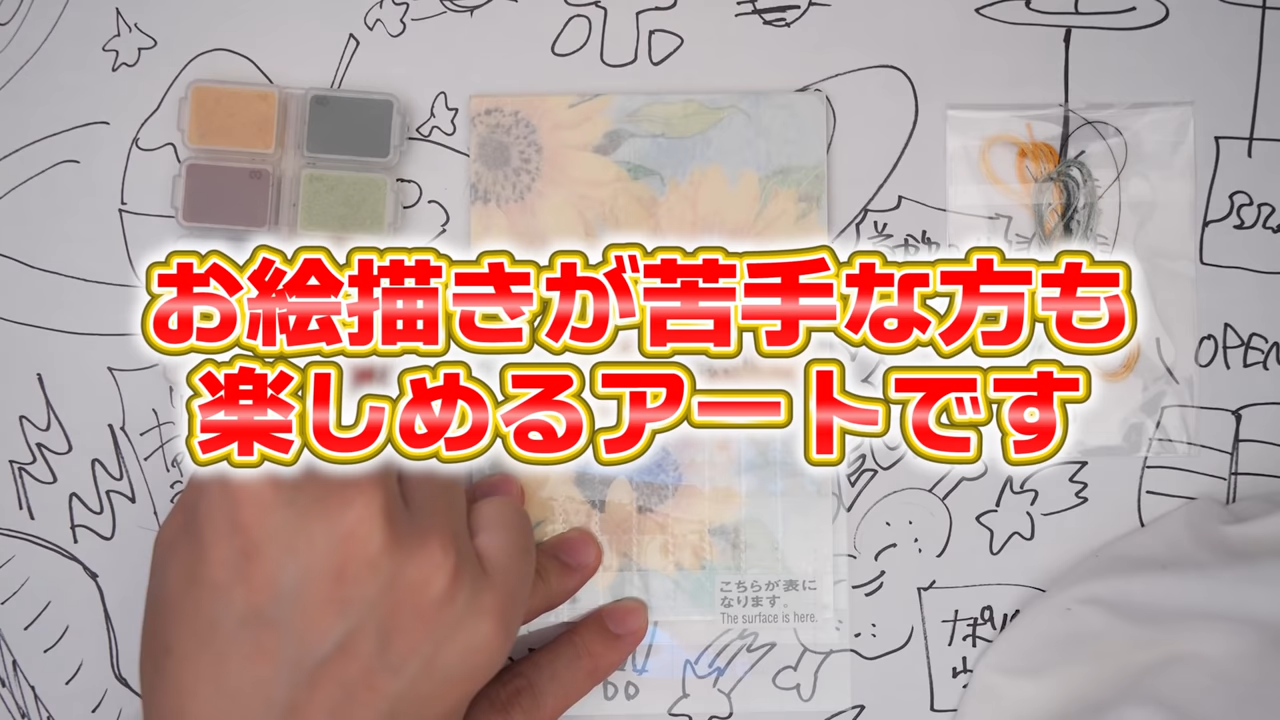 お絵描きが苦手な方も
楽しめるアートです
こちらが表に
なります。
The surface is here.